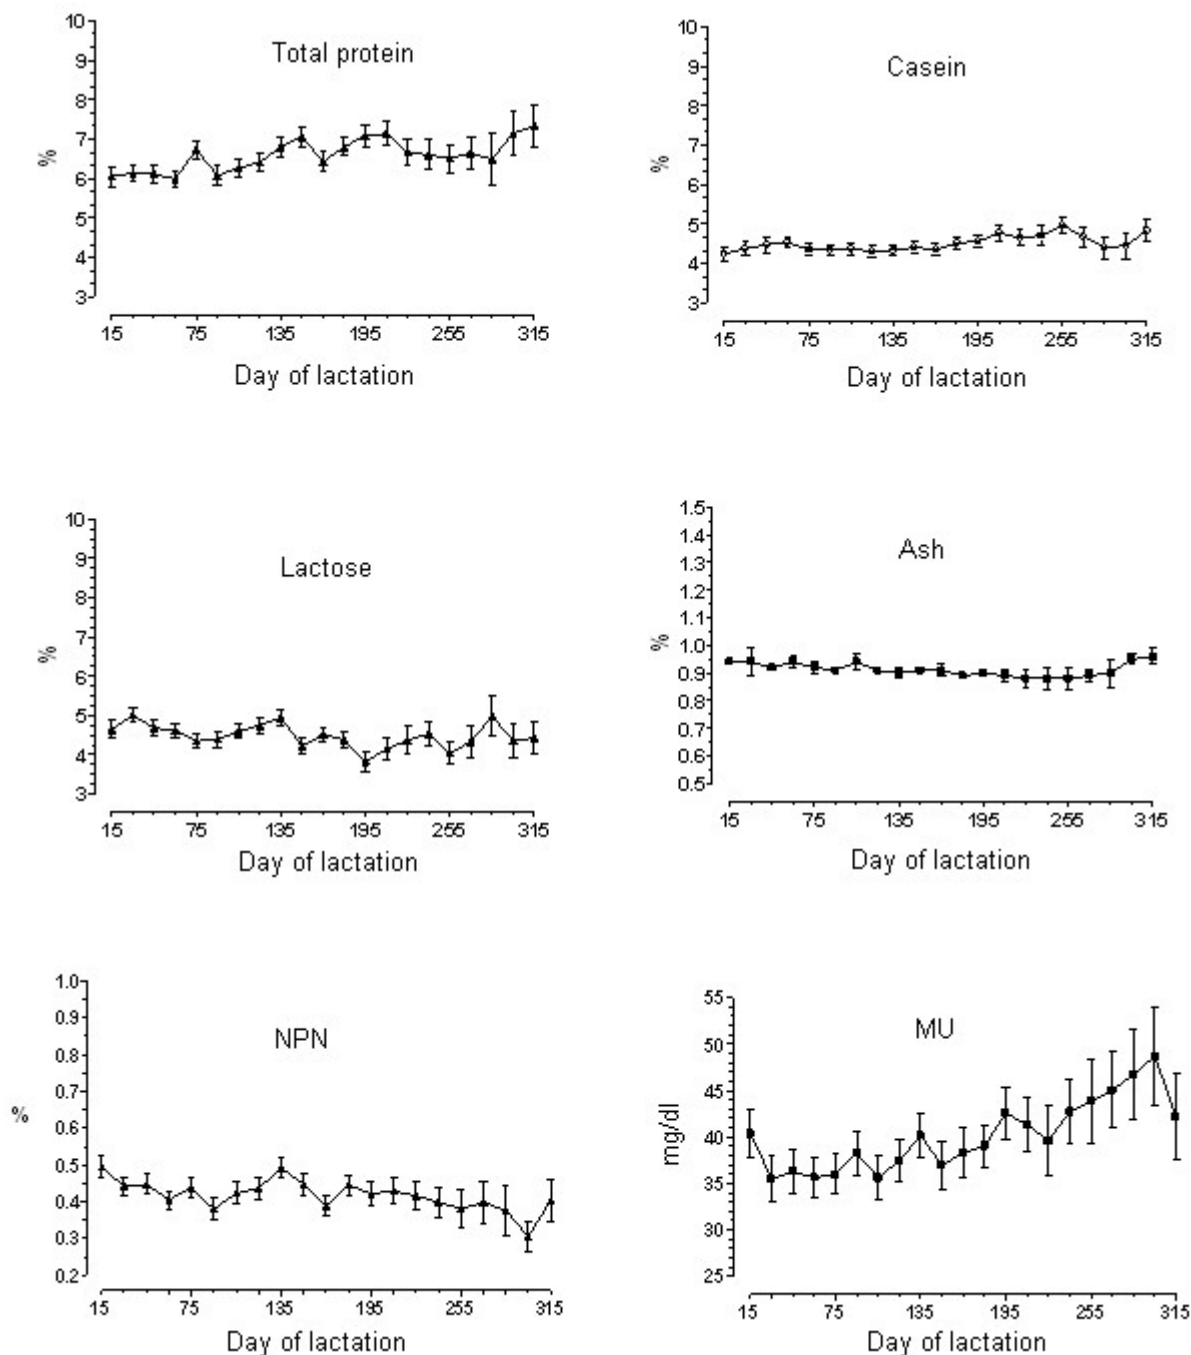 Total protein
%
10
9
8
7
6
5
4
3
15 75 135 195 255 315
Day of lactation
Casein
%
10
9
8
7
6
5
4
3
15 75 135 195 255 315
Day of lactation
Lactose
%
10
9
8
7
6
5
4
3
15 75 135 195 255 315
Day of lactation
Ash
%
1.5
1.4
1.3
1.2
1.1
1.0
0.9
0.8
0.7
0.6
0.5
15 75 135 195 255 315
Day of lactation
NPN
%
1.0
0.9
0.8
0.7
0.6
0.5
0.4
0.3
0.2
15 75 135 195 255 315
Day of lactation
MU
mg/dl
55
50
45
40
35
30
25
15 75 135 195 255 315
Day of lactation